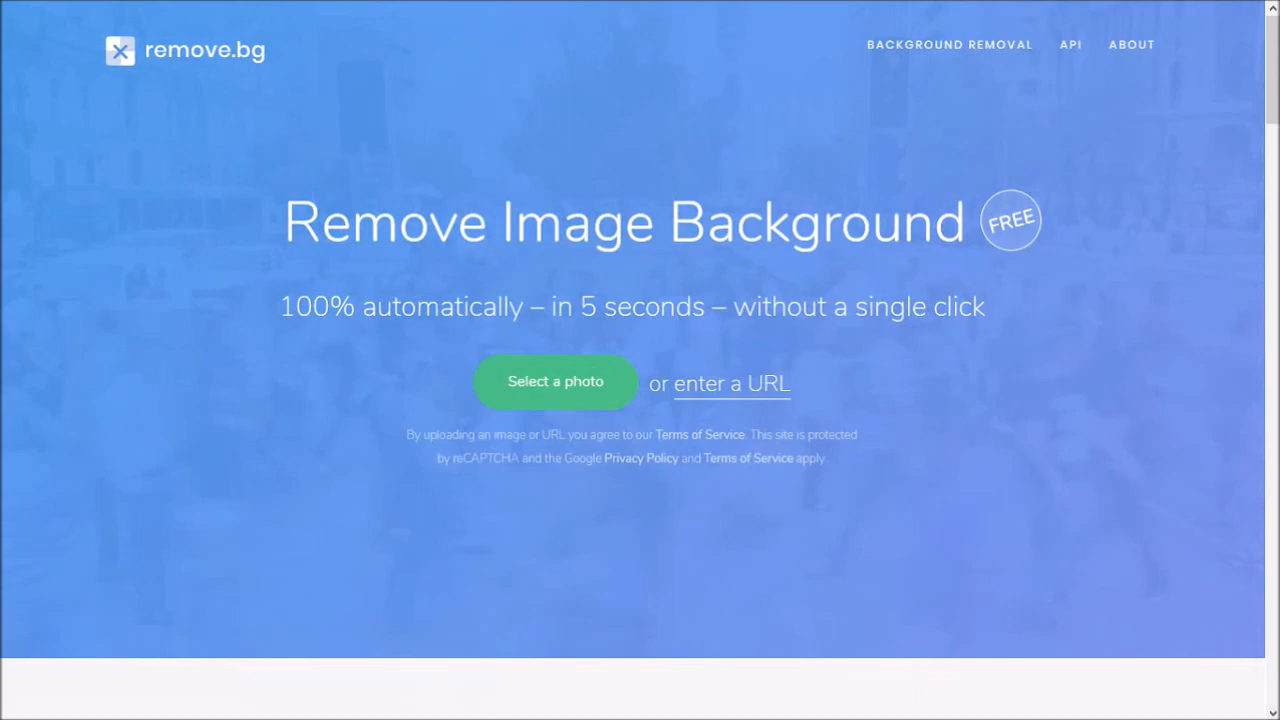 remove.bg
BACKGROUND REMOVAL API ABOUT
Remove Image Background FREE
100% automatically – in 5 seconds – without a single click
Select a photo or enter a URL
By uploading an image or URL you agree to our Terms of Service. This site is protected
by reCAPTCHA and the Google Privacy Policy and Terms of Service apply.